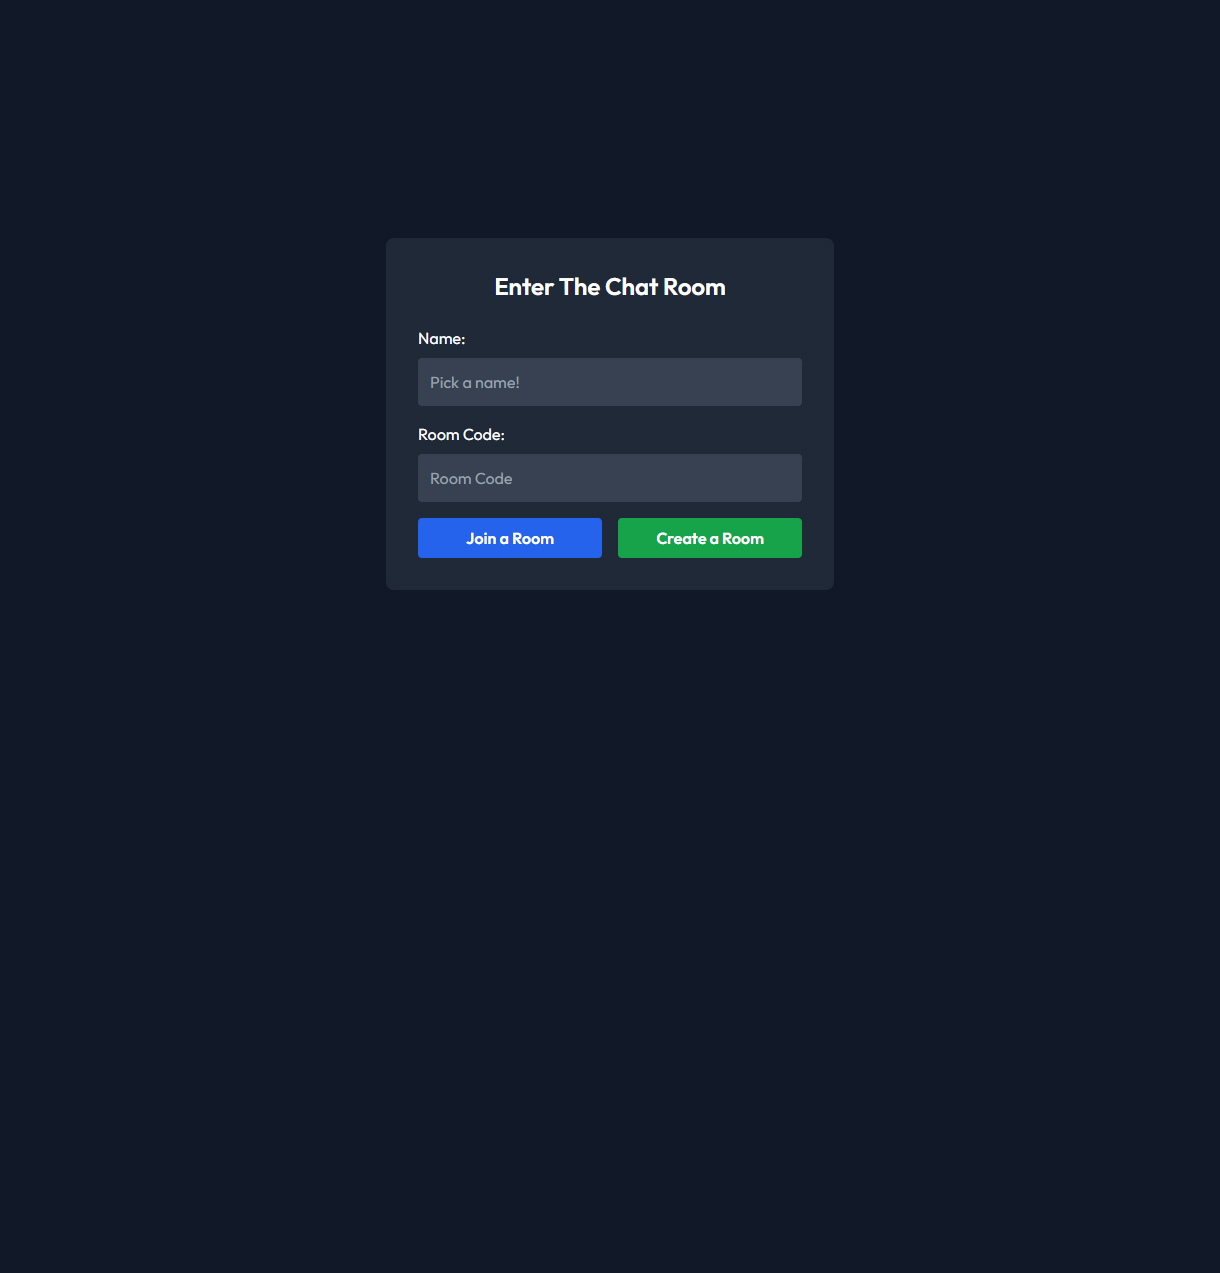 Enter The Chat Room
Name:
Pick a name!
Room Code:
Room Code
Join a Room
Create a Room